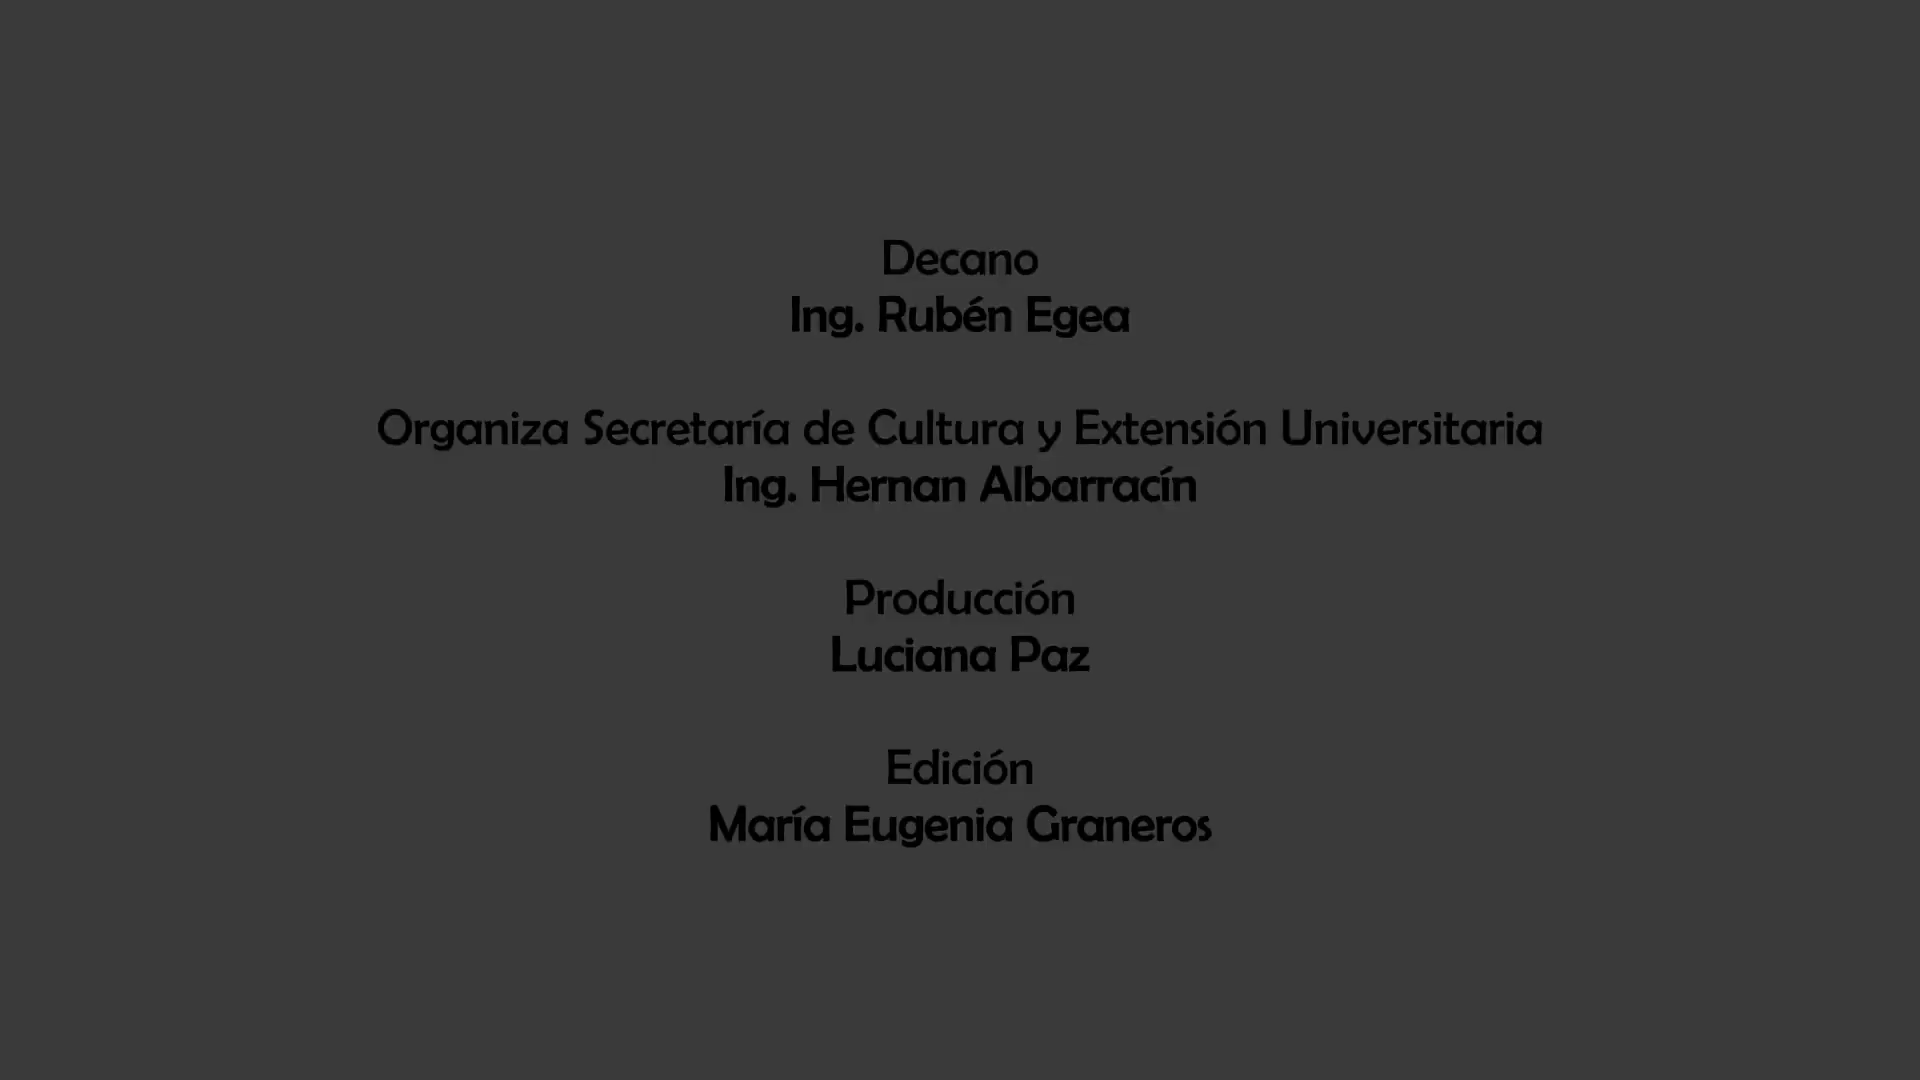 Decano
Ing. Rubén Egea
Organiza Secretaría de Cultura y Extensión Universitaria
Ing. Hernan Albarracín
Producción
Luciana Paz
Edición
María Eugenia Graneros